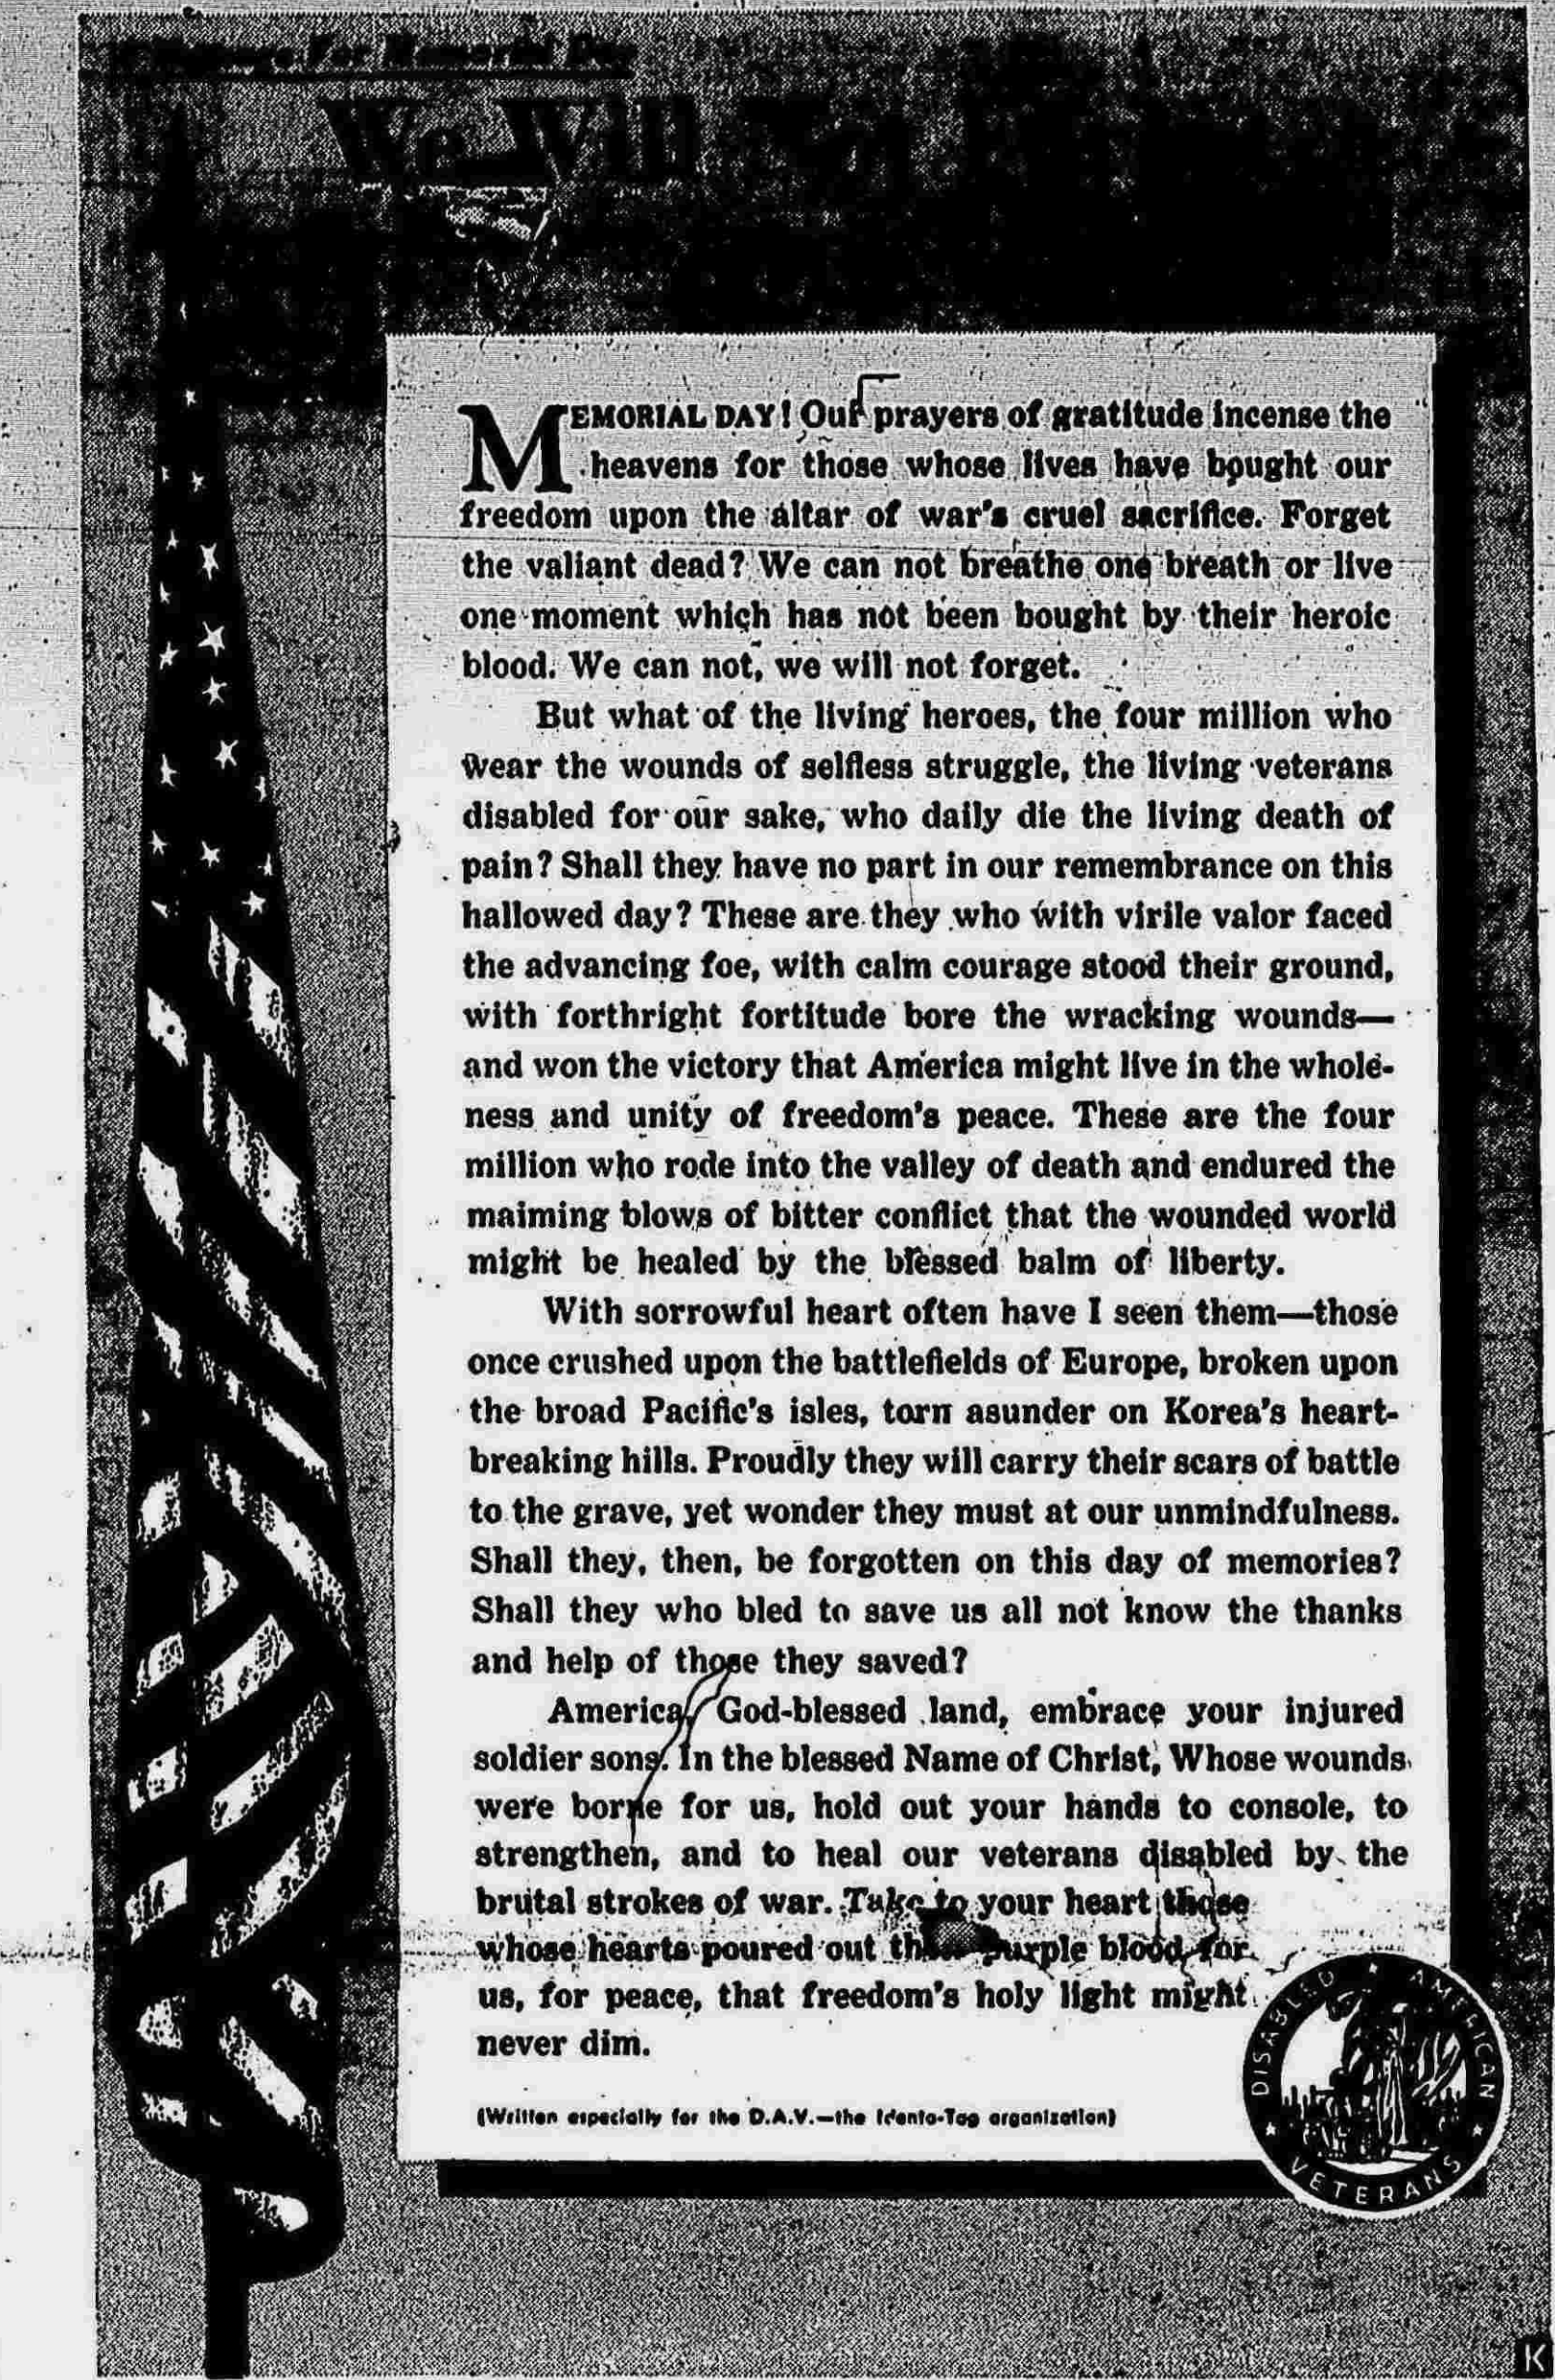 For Memorial Day
We Will Not
MEMORIAL DAY! Our prayers of gratitude incense the
heavens for those whose lives have bought our
freedom upon the altar of war's cruel sacrifice. Forget
the valiant dead? We can not breathe one breath or live
one moment which has not been bought by their heroic
blood. We can not, we will not forget.
But what of the living heroes, the four million who
wear the wounds of selfless struggle, the living veterans
disabled for our sake, who daily die the living death of
pain? Shall they have no part in our remembrance on this
hallowed day? These are they who with virile valor faced
the advancing foe, with calm courage stood their ground,
with forthright fortitude bore the wracking wounds—
and won the victory that America might live in the whole-
ness and unity of freedom's peace. These are the four
million who rode into the valley of death and endured the
maiming blows of bitter conflict that the wounded world
might be healed by the blessed balm of liberty.
With sorrowful heart often have I seen them—those
once crushed upon the battlefields of Europe, broken upon
the broad Pacific's isles, torn asunder on Korea's heart-
breaking hills. Proudly they will carry their scars of battle
to the grave, yet wonder they must at our unmindfulness.
Shall they, then, be forgotten on this day of memories?
Shall they who bled to save us all not know the thanks
and help of those they saved?
America, God-blessed land, embrace your injured
soldier sons. In the blessed Name of Christ, Whose wounds
were borne for us, hold out your hands to console, to
strengthen, and to heal our veterans disabled by the
brutal strokes of war. Take to your heart those
whose hearts poured out their purple blood for
us, for peace, that freedom's holy light might
never dim.
(Written especially for the D.A.V.—the Idento-Tag organization)
DISABLED AMERICAN
VETERANS
K